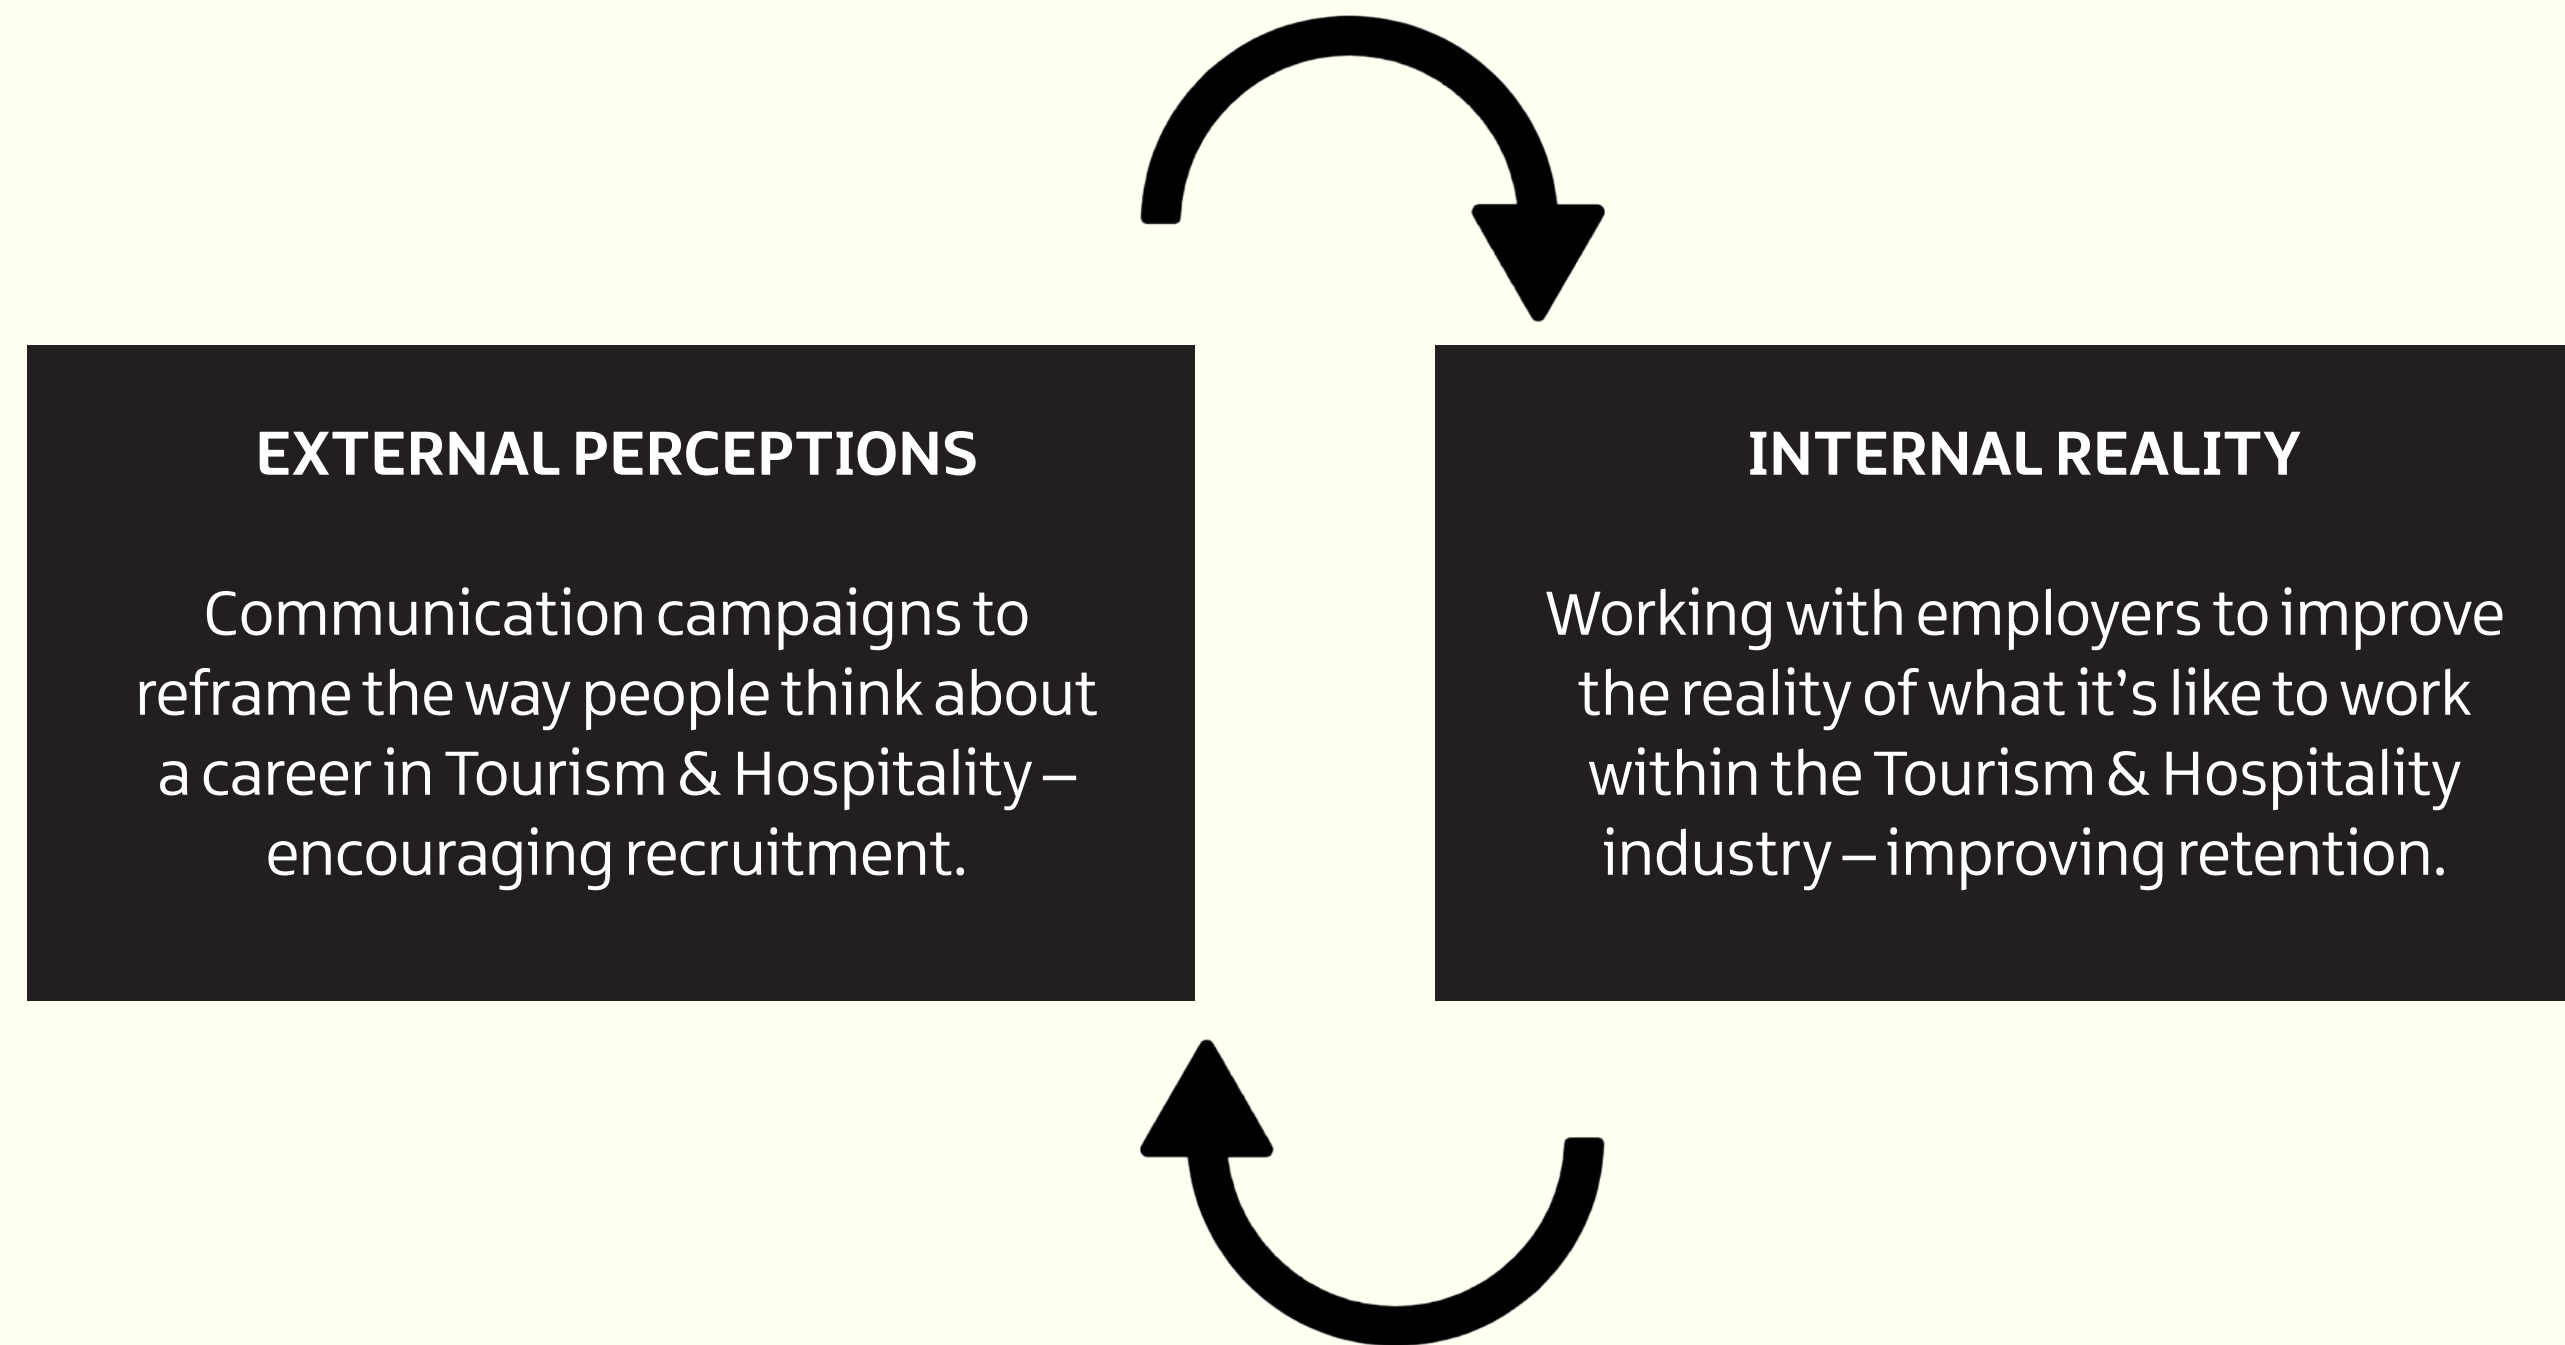 EXTERNAL PERCEPTIONS
Communication campaigns to
reframe the way people think about
a career in Tourism & Hospitality –
encouraging recruitment.
INTERNAL REALITY
Working with employers to improve
the reality of what it’s like to work
within the Tourism & Hospitality
industry – improving retention.